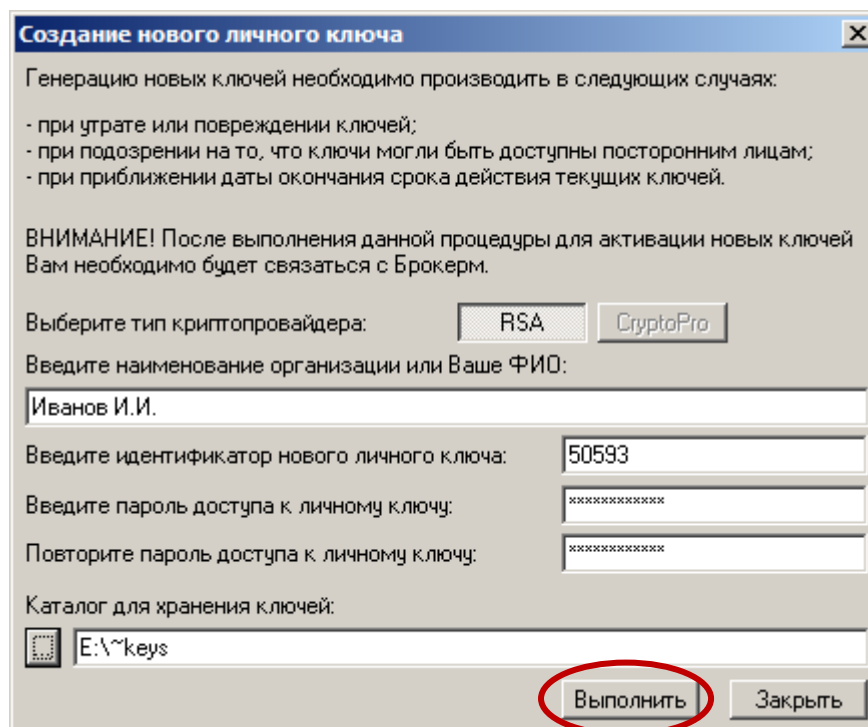 Создание нового личного ключа
Генерацию новых ключей необходимо производить в следующих случаях:
- при утрате или повреждении ключей;
- при подозрении на то, что ключи могли быть доступны посторонним лицам;
- при приближении даты окончания срока действия текущих ключей.
ВНИМАНИЕ! После выполнения данной процедуры для активации новых ключей
Вам необходимо будет связаться с Брокерм.
Выберите тип криптопровайдера: RSA CryptoPro
Введите наименование организации или Ваше ФИО:
Иванов И.И.
Введите идентификатор нового личного ключа: 50593
Введите пароль доступа к личному ключу: ************
Повторите пароль доступа к личному ключу: ************
Каталог для хранения ключей:
E:\~keys
Выполнить Закрыть